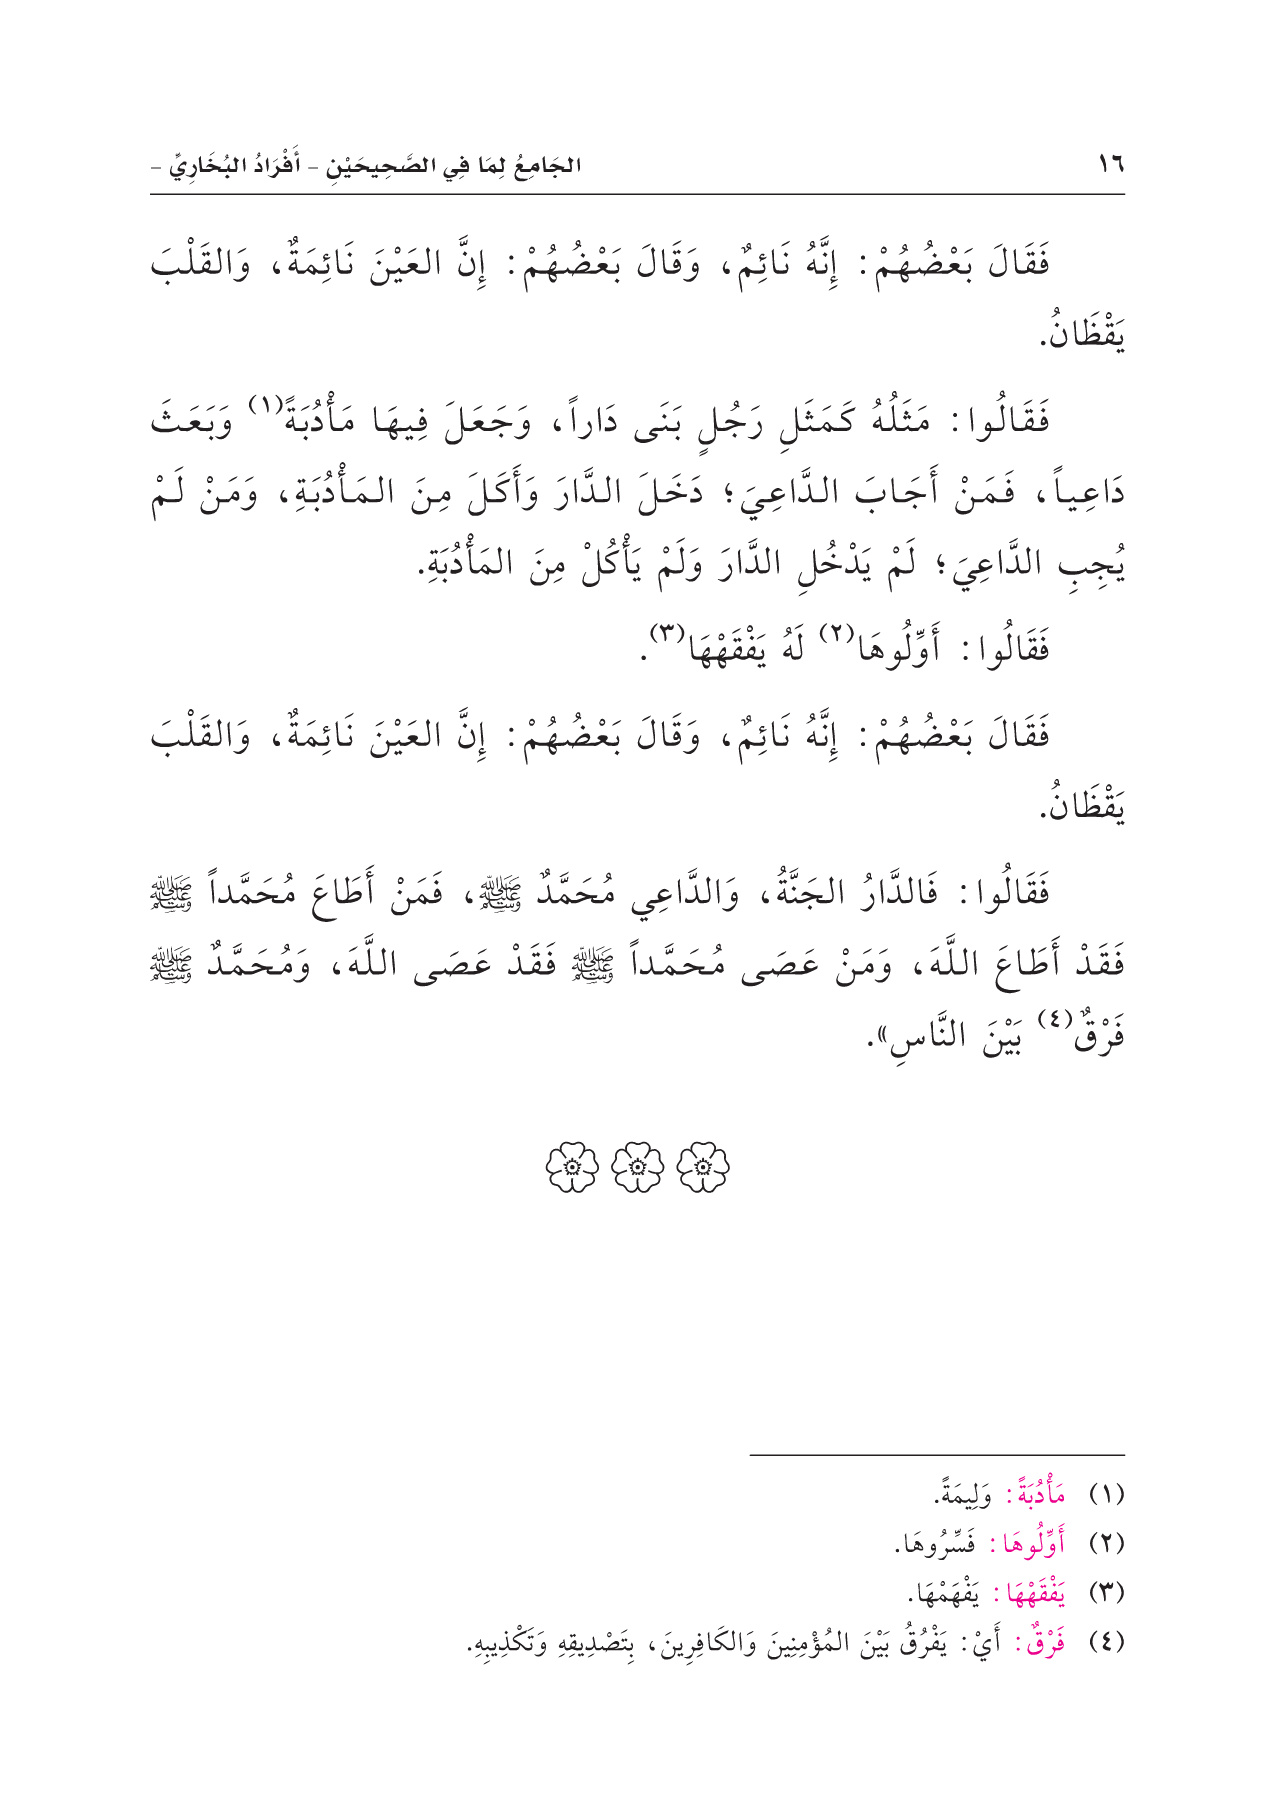 ١٦ الجَامِعُ لِمَا فِي الصَّحِيحَيْنِ - أَفْرَادُ البُخَارِيِّ -
فَقَالَ بَعْضُهُمْ: إِنَّهُ نَائِمٌ، وَقَالَ بَعْضُهُمْ: إِنَّ العَيْنَ نَائِمَةٌ، وَالقَلْبَ
يَقْظَانُ.
فَقَالُوا: مَثَلُهُ كَمَثَلِ رَجُلٍ بَنَى دَاراً، وَجَعَلَ فِيهَا مَأْدُبَةً(١) وَبَعَثَ
دَاعِياً، فَمَنْ أَجَابَ الدَّاعِيَ؛ دَخَلَ الدَّارَ وَأَكَلَ مِنَ المَأْدُبَةِ، وَمَنْ لَمْ
يُجِبِ الدَّاعِيَ؛ لَمْ يَدْخُلِ الدَّارَ وَلَمْ يَأْكُلْ مِنَ المَأْدُبَةِ.
فَقَالُوا: أَوِّلُوهَا(٢) لَهُ يَفْقَهْهَا(٣).
فَقَالَ بَعْضُهُمْ: إِنَّهُ نَائِمٌ، وَقَالَ بَعْضُهُمْ: إِنَّ العَيْنَ نَائِمَةٌ، وَالقَلْبَ
يَقْظَانُ.
فَقَالُوا: فَالدَّارُ الجَنَّةُ، وَالدَّاعِي مُحَمَّدٌ ﷺ، فَمَنْ أَطَاعَ مُحَمَّداً ﷺ
فَقَدْ أَطَاعَ اللَّهَ، وَمَنْ عَصَى مُحَمَّداً ﷺ فَقَدْ عَصَى اللَّهَ، وَمُحَمَّدٌ ﷺ
فَرْقٌ(٤) بَيْنَ النَّاسِ».
(١) مَأْدُبَةً: وَلِيمَةً.
(٢) أَوِّلُوهَا: فَسِّرُوهَا.
(٣) يَفْقَهْهَا: يَفْهَمْهَا.
(٤) فَرْقٌ: أَيْ: يَفْرُقُ بَيْنَ المُؤْمِنِينَ وَالكَافِرِينَ، بِتَصْدِيقِهِ وَتَكْذِيبِهِ.